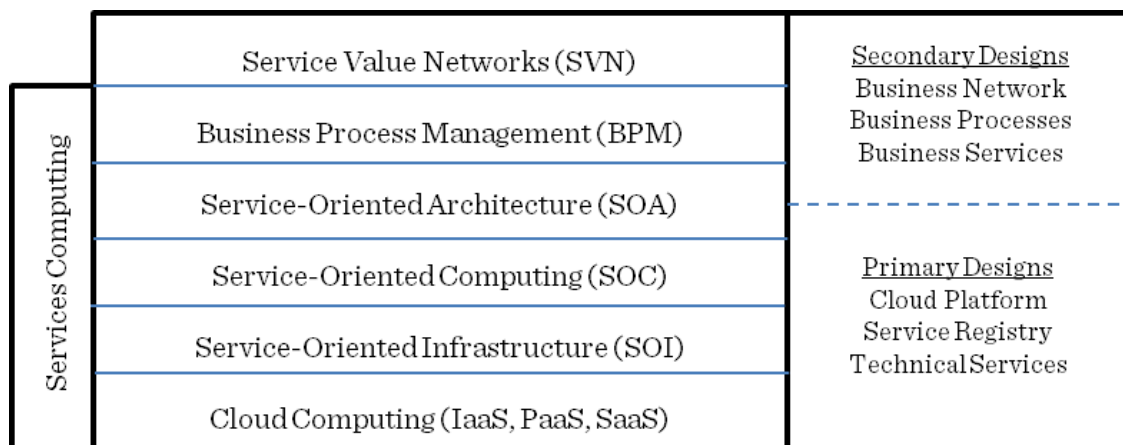 Service Value Networks (SVN)
Business Process Management (BPM)
Service-Oriented Architecture (SOA)
Service-Oriented Computing (SOC)
Service-Oriented Infrastructure (SOI)
Cloud Computing (IaaS, PaaS, SaaS)
Services Computing
Secondary Designs
Business Network
Business Processes
Business Services
Primary Designs
Cloud Platform
Service Registry
Technical Services